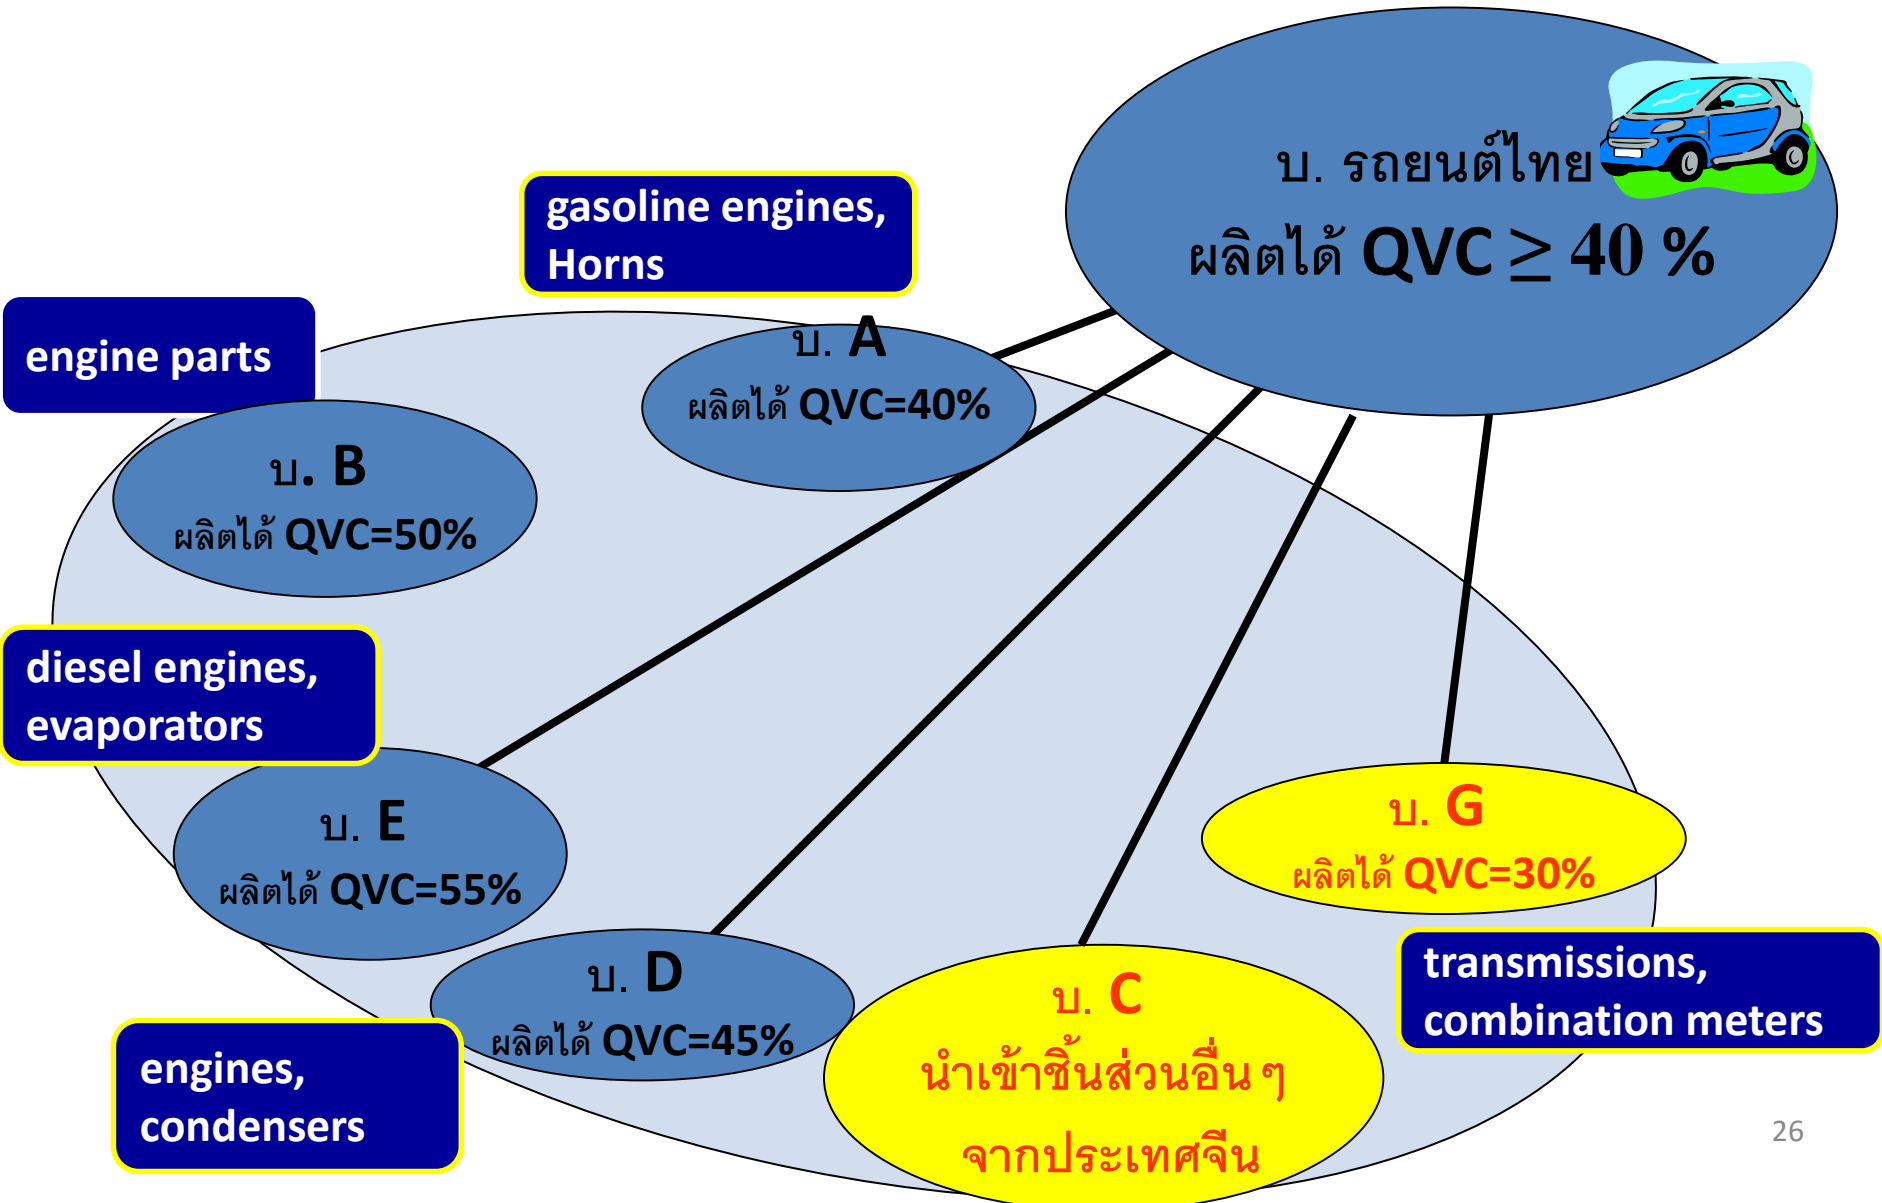 บ. รถยนต์ไทย
ผลิตได้ QVC ≥ 40 %
gasoline engines,
Horns
engine parts
บ. A
ผลิตได้ QVC=40%
บ. B
ผลิตได้ QVC=50%
diesel engines,
evaporators
บ. E
ผลิตได้ QVC=55%
บ. G
ผลิตได้ QVC=30%
บ. D
ผลิตได้ QVC=45%
transmissions,
combination meters
บ. C
นำเข้าชิ้นส่วนอื่น ๆ
จากประเทศจีน
engines,
condensers
26